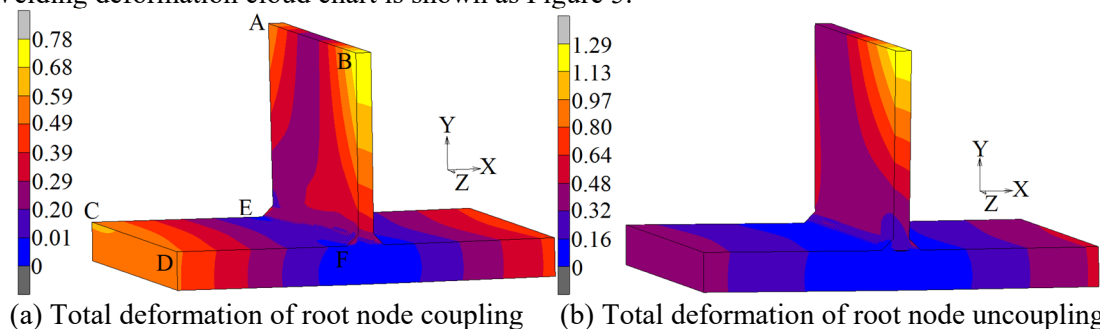 welding deformation cloud chart is shown as Figure 5.
0.78
0.68
0.59
0.49
0.39
0.29
0.20
0.01
0
A
B
C
D
E
F
Y
X
Z
1.29
1.13
0.97
0.80
0.64
0.48
0.32
0.16
0
Y
X
Z
(a) Total deformation of root node coupling
(b) Total deformation of root node uncoupling